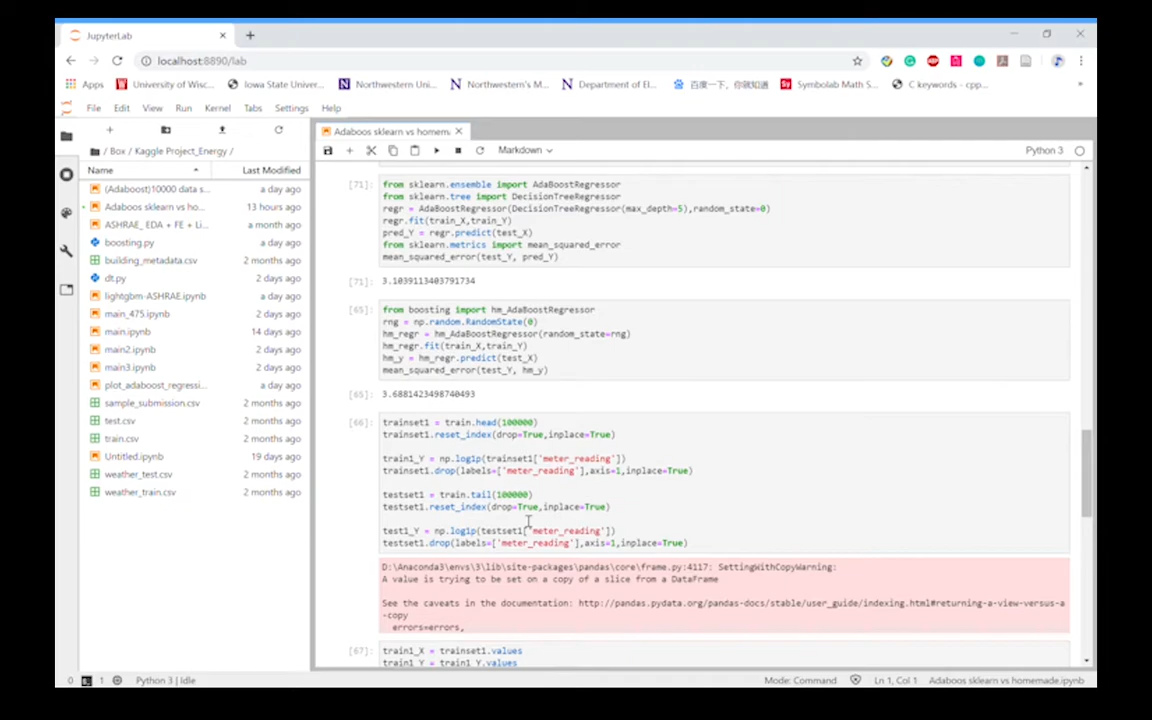 JupyterLab
localhost:8890/lab
Apps University of Wisc... Iowa State Univer... Northwestern Uni... Northwestern's M... Department of El... 百度一下，你就知道 Symbolab Math S... C keywords - cpp...
File Edit View Run Kernel Tabs Settings Help
Adaboos sklearn vs homem
/ Box / Kaggle Project_Energy /
Markdown
Python 3
Name Last Modified
(Adaboost)10000 data s... a day ago
Adaboos sklearn vs ho... 13 hours ago
ASHRAE_ EDA + FE + Li... a month ago
boosting.py a day ago
building_metadata.csv 2 months ago
dt.py 2 days ago
lightgbm-ASHRAE.ipynb a day ago
main_475.ipynb 2 days ago
main.ipynb 14 days ago
main2.ipynb 2 days ago
main3.ipynb 2 days ago
plot_adaboost_regressi... a day ago
sample_submission.csv 2 months ago
test.csv 2 months ago
train.csv 2 months ago
Untitled.ipynb 19 days ago
weather_test.csv 2 months ago
weather_train.csv 2 months ago
[71]: from sklearn.ensemble import AdaBoostRegressor
from sklearn.tree import DecisionTreeRegressor
regr = AdaBoostRegressor(DecisionTreeRegressor(max_depth=5),random_state=0)
regr.fit(train_X,train_Y)
pred_Y = regr.predict(test_X)
from sklearn.metrics import mean_squared_error
mean_squared_error(test_Y, pred_Y)
[71]: 3.1039113403791734
[65]: from boosting import hm_AdaBoostRegressor
rng = np.random.RandomState(0)
hm_regr = hm_AdaBoostRegressor(random_state=rng)
hm_regr.fit(train_X,train_Y)
hm_y = hm_regr.predict(test_X)
mean_squared_error(test_Y, hm_y)
[65]: 3.6881423498740493
[66]: trainset1 = train.head(100000)
trainset1.reset_index(drop=True,inplace=True)
train1_Y = np.log1p(trainset1['meter_reading'])
trainset1.drop(labels=['meter_reading'],axis=1,inplace=True)
testset1 = train.tail(100000)
testset1.reset_index(drop=True,inplace=True)
test1_Y = np.log1p(testset1['meter_reading'])
testset1.drop(labels=['meter_reading'],axis=1,inplace=True)
D:\Anaconda3\envs\3\lib\site-packages\pandas\core\frame.py:4117: SettingWithCopyWarning:
A value is trying to be set on a copy of a slice from a DataFrame
See the caveats in the documentation: http://pandas.pydata.org/pandas-docs/stable/user_guide/indexing.html#returning-a-view-versus-a
-copy
errors=errors,
[67]: train1_X = trainset1.values
train1_Y = train1_Y.values
0 1 Python 3 | Idle Mode: Command Ln 1, Col 1 Adaboos sklearn vs homemade.ipynb